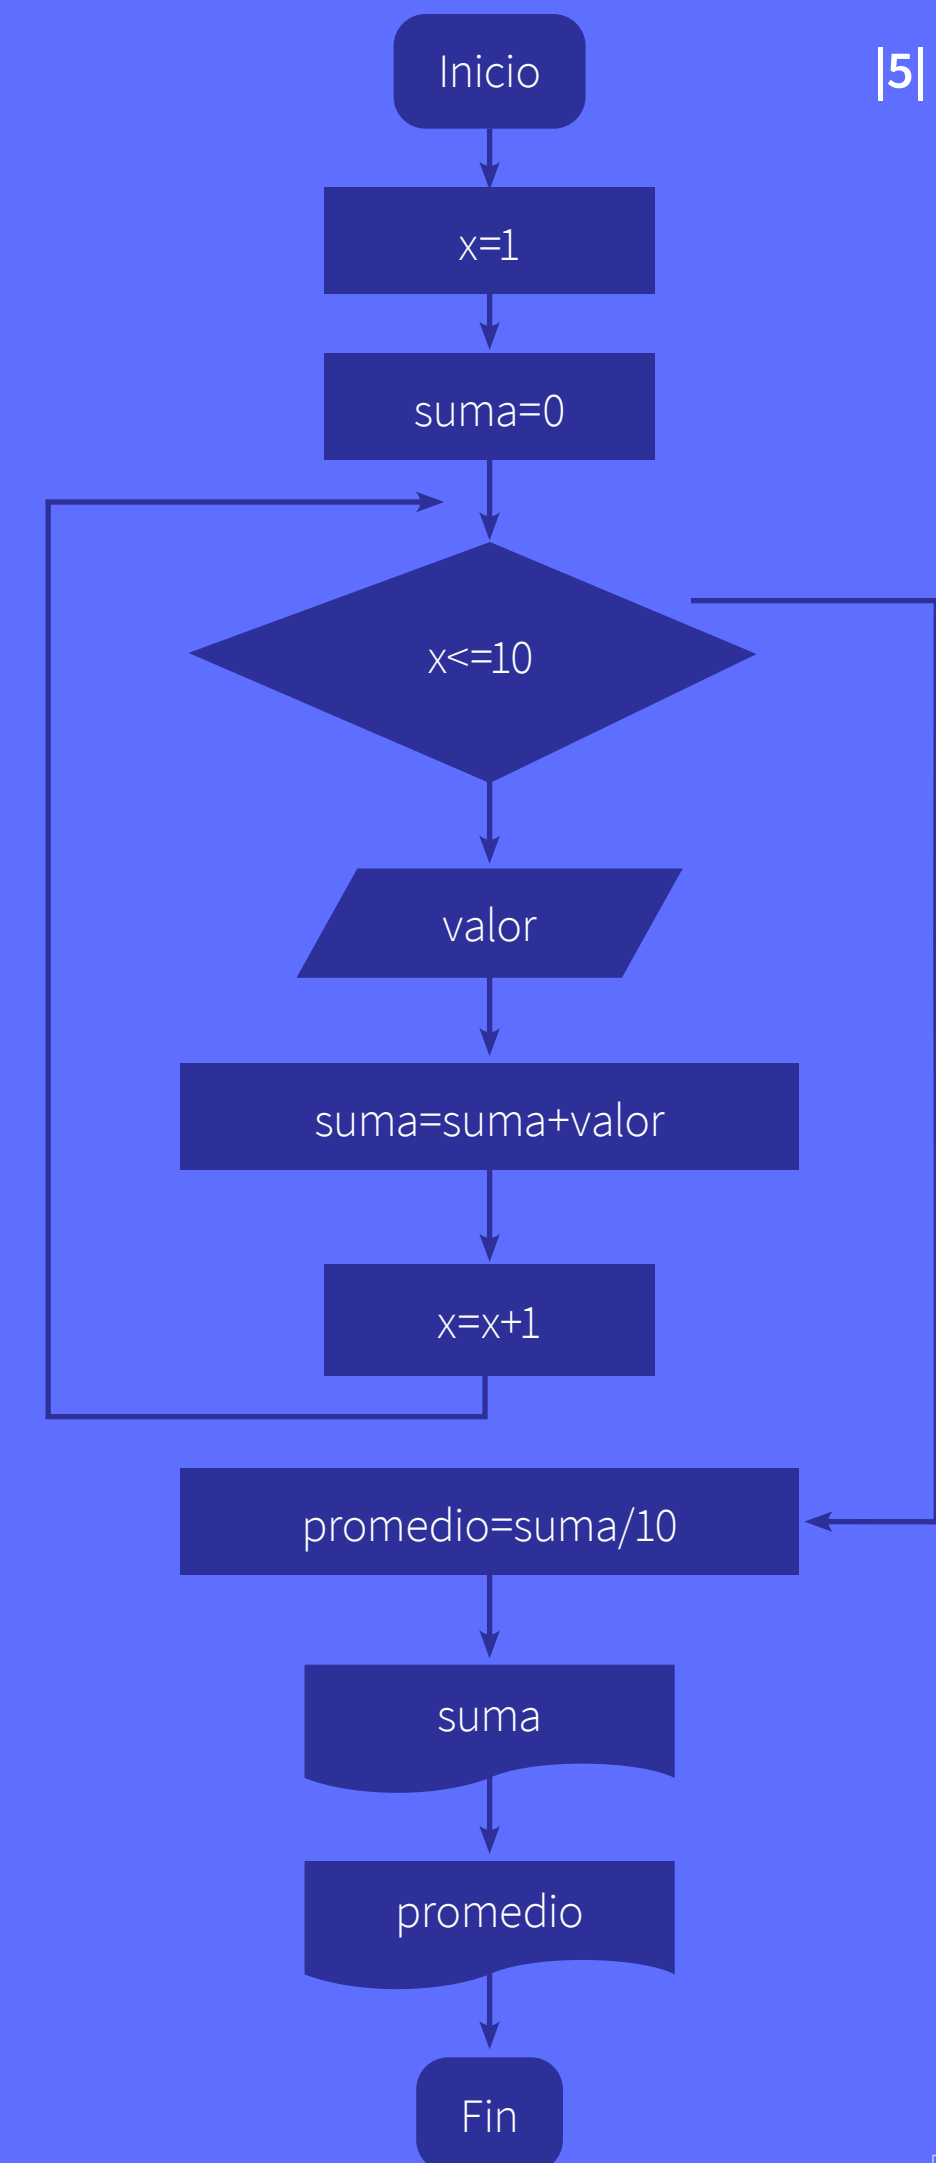 Inicio
|5|
x=1
suma=0
x<=10
valor
suma=suma+valor
x=x+1
promedio=suma/10
suma
promedio
Fin